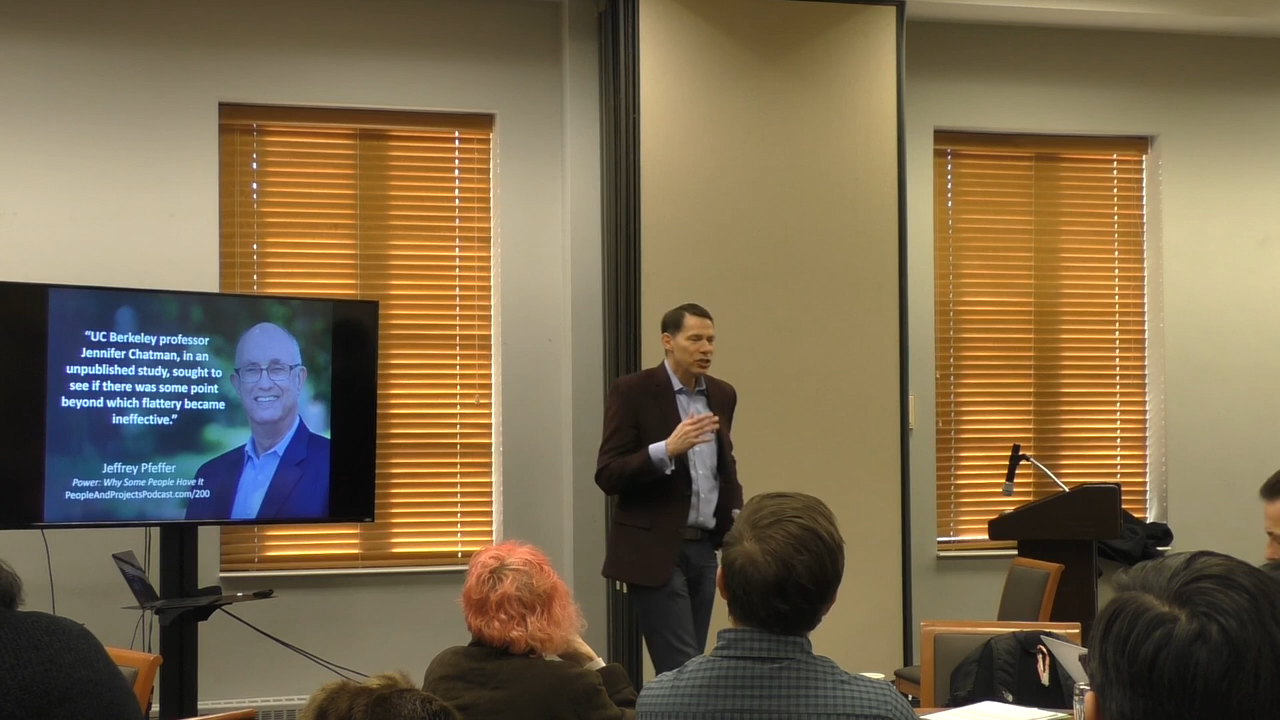 “UC Berkeley professor
Jennifer Chatman, in an
unpublished study, sought to
see if there was some point
beyond which flattery became
ineffective.”
Jeffrey Pfeffer
Power: Why Some People Have It
PeopleAndProjectsPodcast.com/200